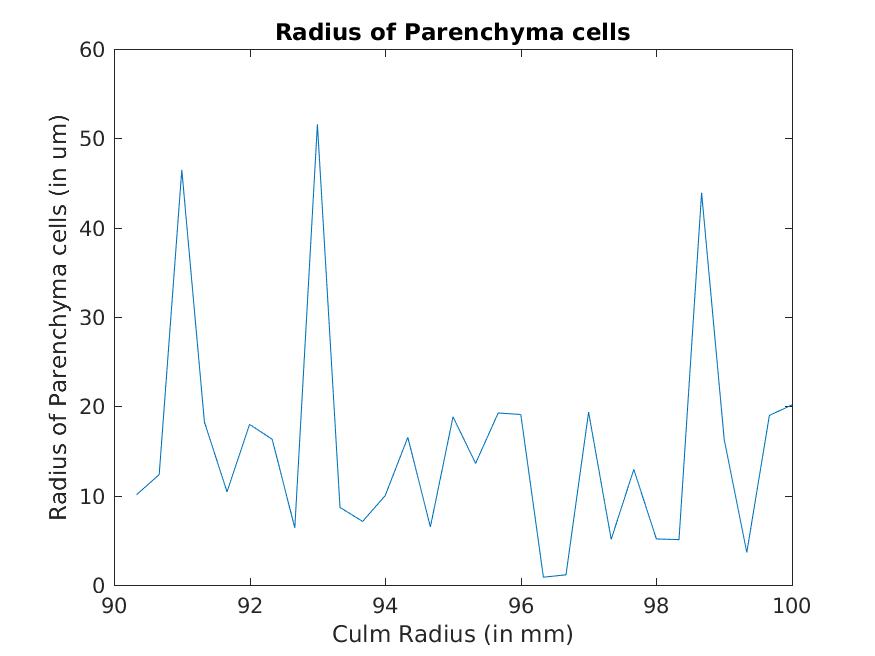 Radius of Parenchyma cells
60
50
40
30
20
10
0
Radius of Parenchyma cells (in um)
90 92 94 96 98 100
Culm Radius (in mm)